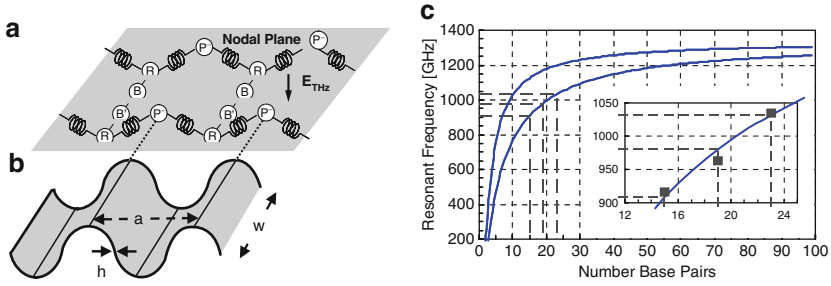 a
P⁻
Nodal Plane
P⁻
R
R
B
B
E_THz
B'
B'
P⁻
P⁻
R
R
b
a
w
h
c
Resonant Frequency [GHz]
1400
1200
1000
800
600
400
200
0 10 20 30 40 50 60 70 80 90 100
Number Base Pairs
1050
1000
950
900
12 16 20 24